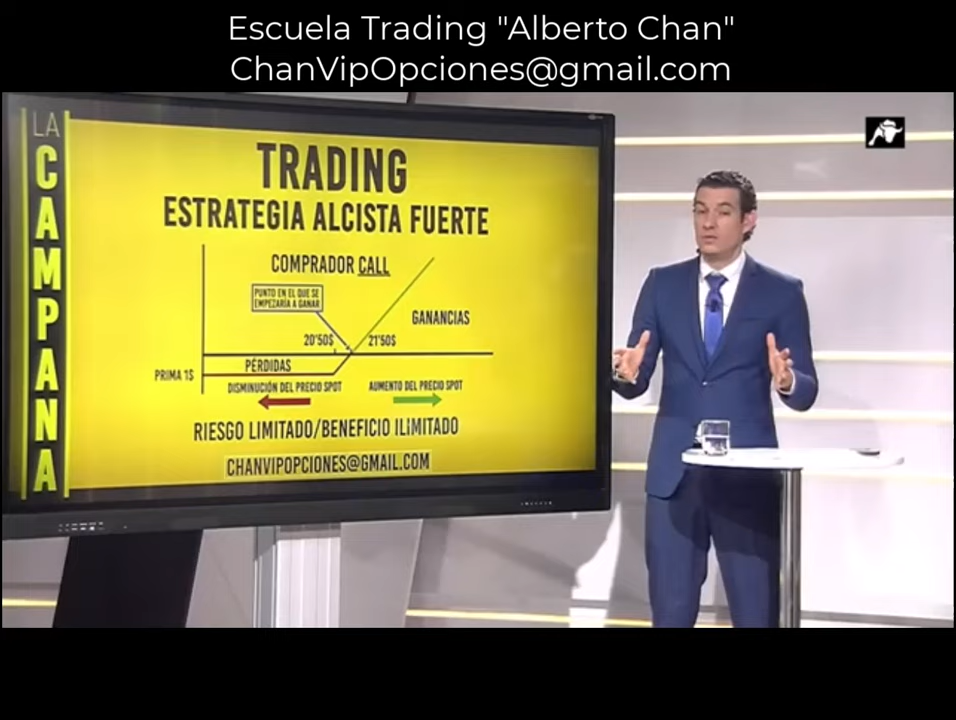 Escuela Trading "Alberto Chan"
ChanVipOpciones@gmail.com
LA
CAMPANA
TRADING
ESTRATEGIA ALCISTA FUERTE
COMPRADOR CALL
PUNTO EN EL QUE SE
EMPEZARÍA A GANAR
GANANCIAS
20'50$
21'50$
PÉRDIDAS
PRIMA 1$
DISMINUCIÓN DEL PRECIO SPOT
AUMENTO DEL PRECIO SPOT
RIESGO LIMITADO/BENEFICIO ILIMITADO
CHANVIPOPCIONES@GMAIL.COM